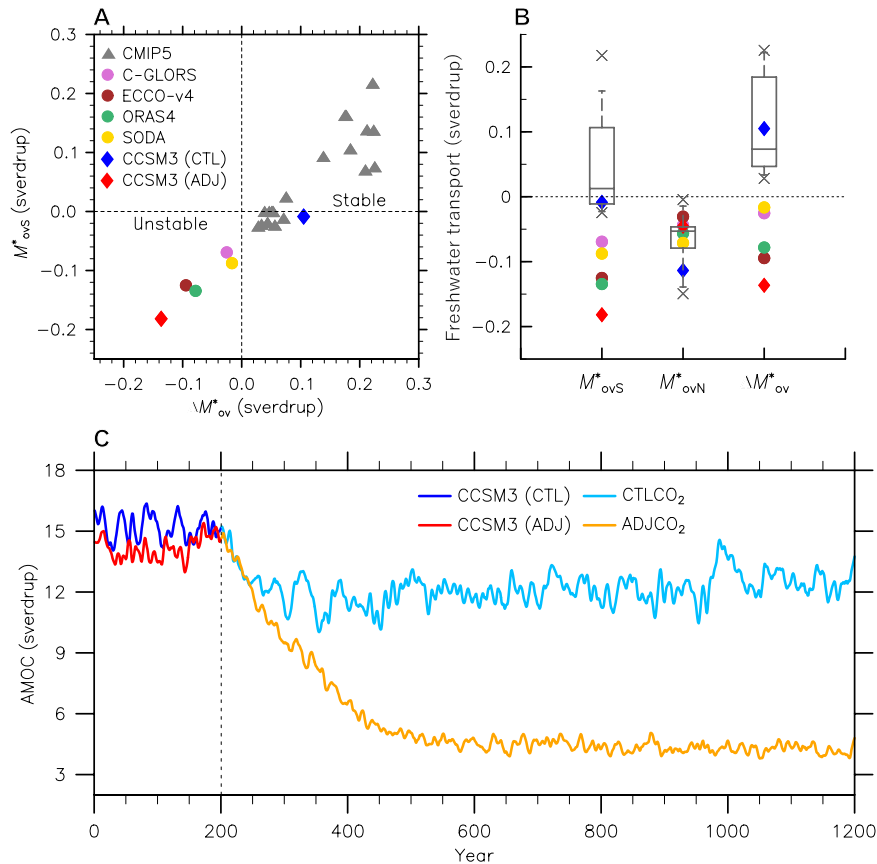 A
0.3
0.2
0.1
0.0
−0.1
−0.2
M*ovS (sverdrup)
CMIP5
C-GLORS
ECCO-v4
ORAS4
SODA
CCSM3 (CTL)
CCSM3 (ADJ)
Stable
Unstable
−0.2 −0.1 0.0 0.1 0.2 0.3
\M*ov (sverdrup)
B
0.2
0.1
0
−0.1
−0.2
Freshwater transport (sverdrup)
M*ovS M*ovN \M*ov
C
18
15
12
9
6
3
AMOC (sverdrup)
CCSM3 (CTL) CTLCO₂
CCSM3 (ADJ) ADJCO₂
0 200 400 600 800 1000 1200
Year